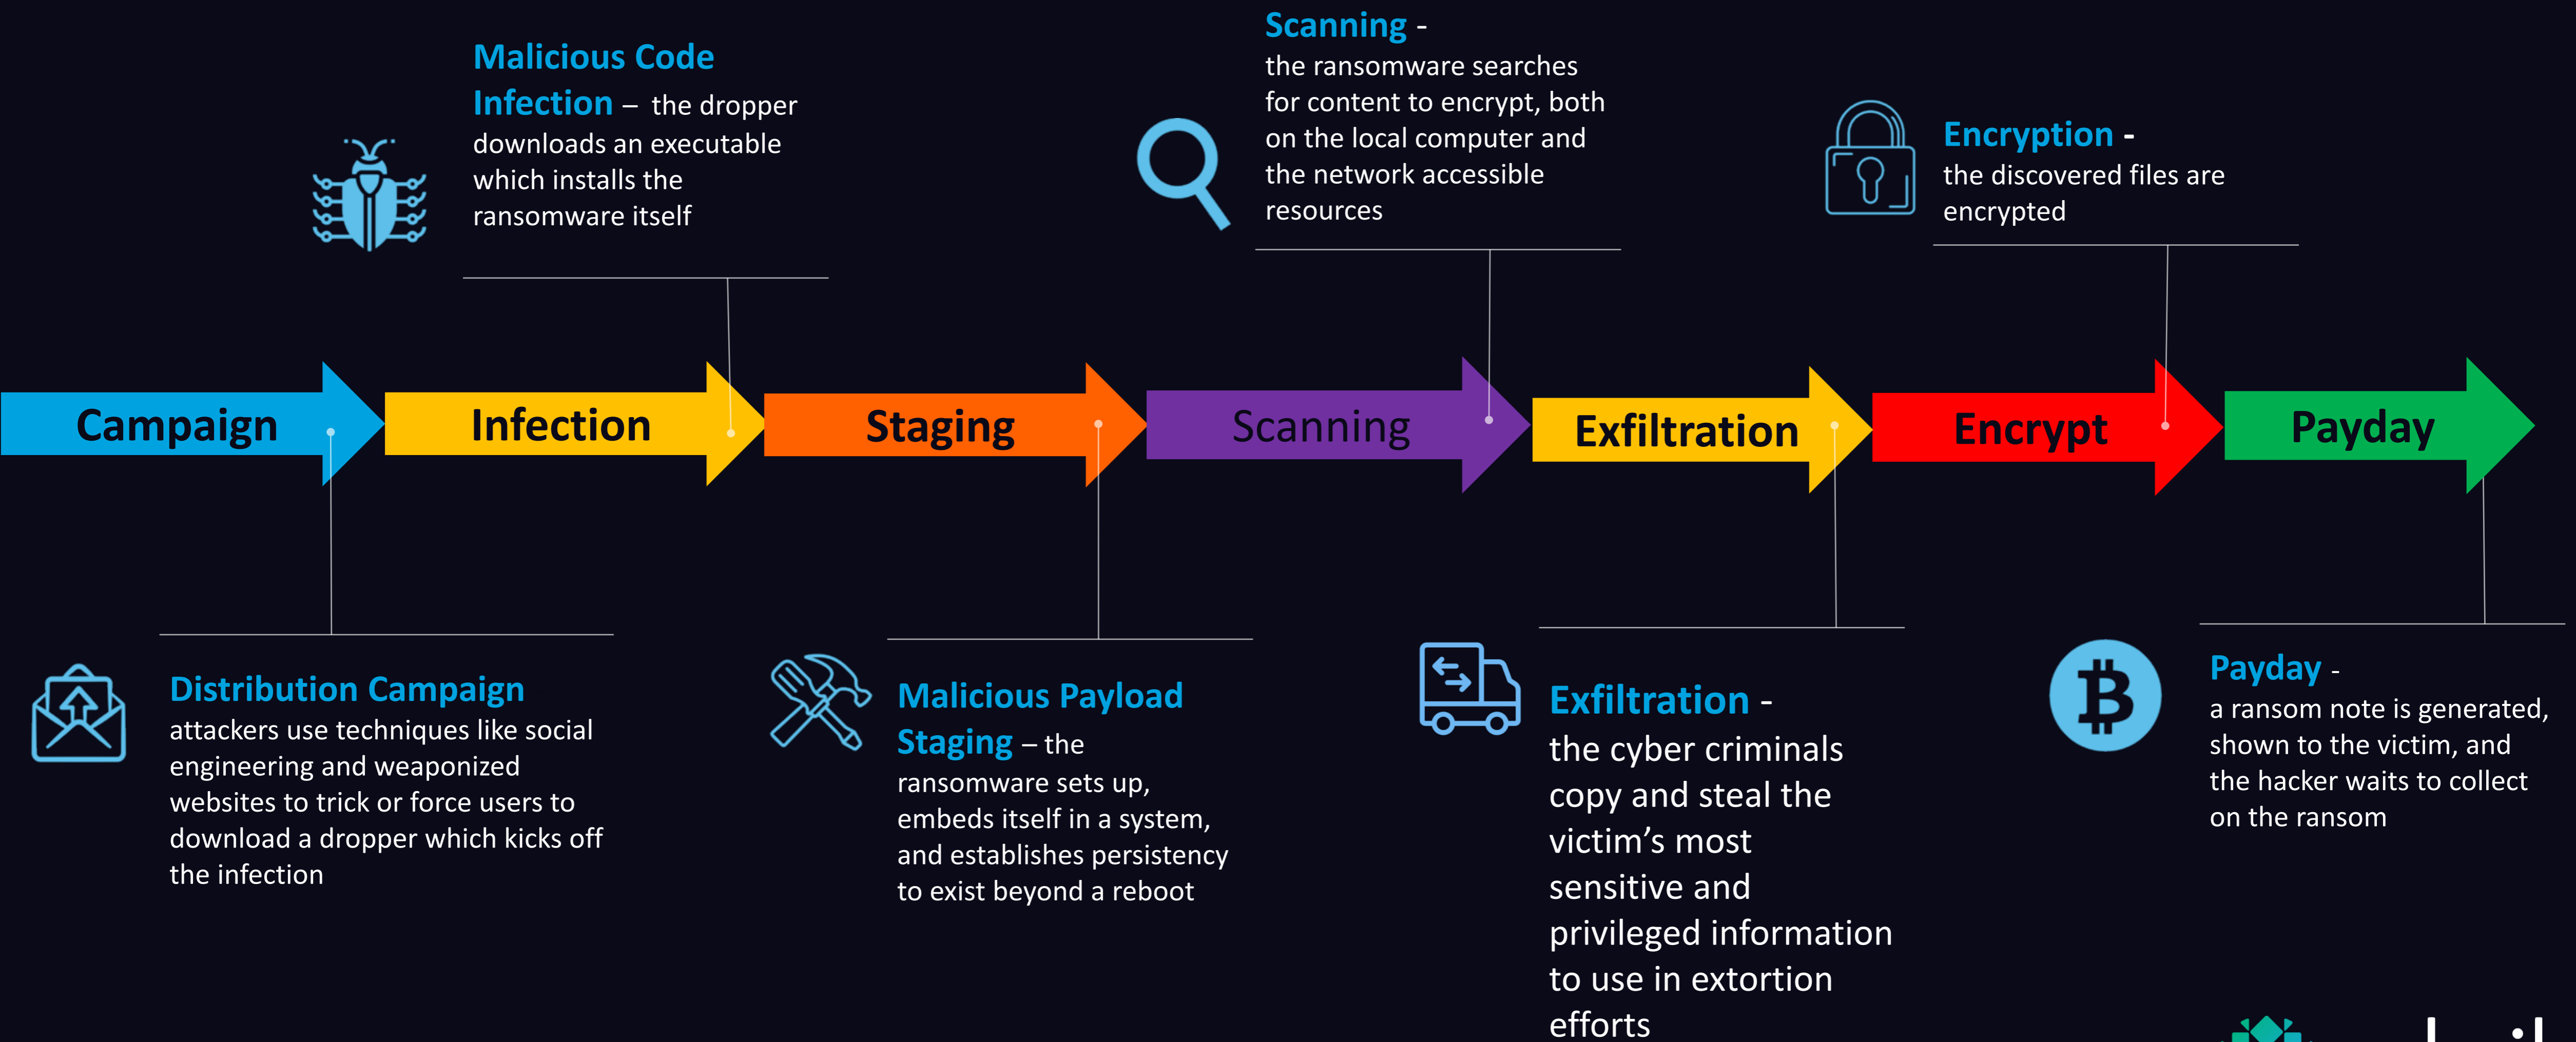 Malicious Code
Infection – the dropper
downloads an executable
which installs the
ransomware itself
Scanning -
the ransomware searches
for content to encrypt, both
on the local computer and
the network accessible
resources
Encryption -
the discovered files are
encrypted
Campaign
Infection
Staging
Scanning
Exfiltration
Encrypt
Payday
Distribution Campaign
attackers use techniques like social
engineering and weaponized
websites to trick or force users to
download a dropper which kicks off
the infection
Malicious Payload
Staging – the
ransomware sets up,
embeds itself in a system,
and establishes persistency
to exist beyond a reboot
Exfiltration -
the cyber criminals
copy and steal the
victim’s most
sensitive and
privileged information
to use in extortion
efforts
Payday -
a ransom note is generated,
shown to the victim, and
the hacker waits to collect
on the ransom